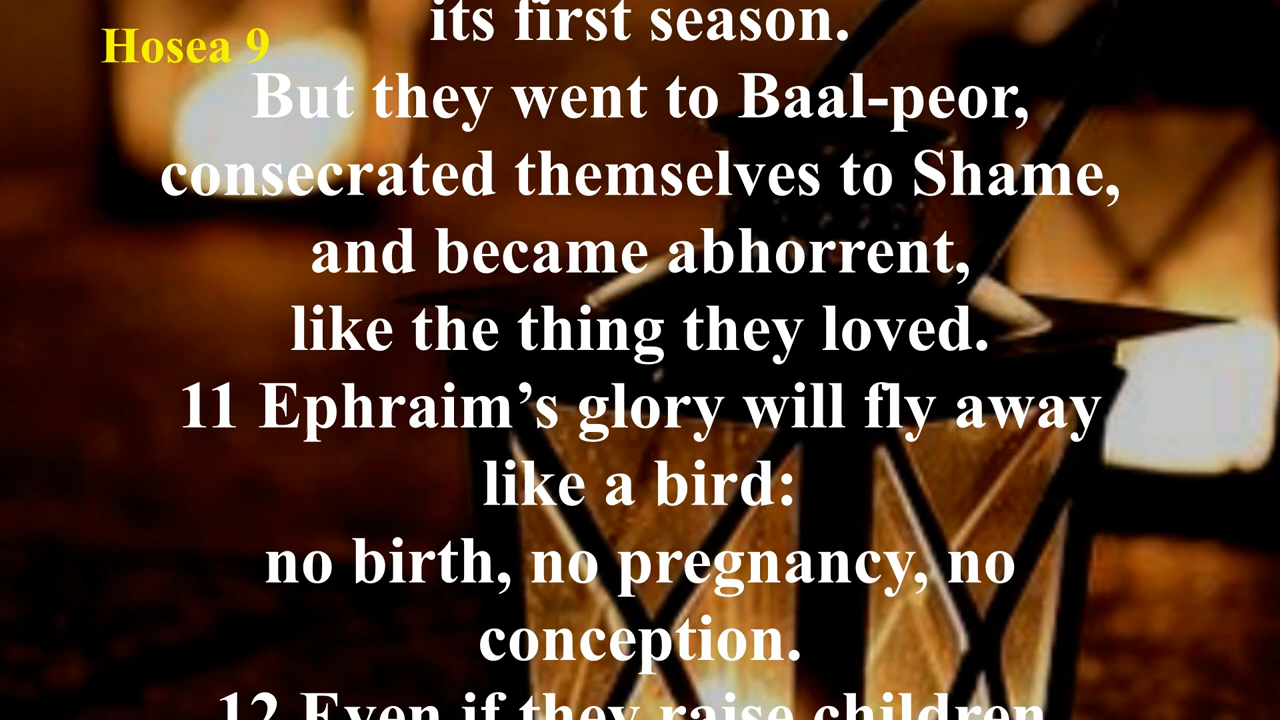 its first season.
Hosea 9
But they went to Baal-peor,
consecrated themselves to Shame,
and became abhorrent,
like the thing they loved.
11 Ephraim’s glory will fly away
like a bird:
no birth, no pregnancy, no
conception.
12 Even if they raise children,